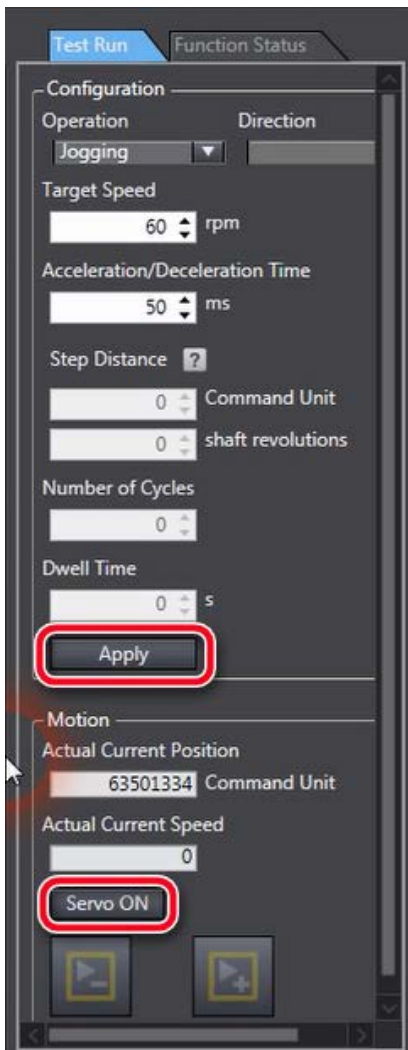 Test Run Function Status
Configuration
Operation Direction
Jogging
Target Speed
60 rpm
Acceleration/Deceleration Time
50 ms
Step Distance ?
0 Command Unit
0 shaft revolutions
Number of Cycles
0
Dwell Time
0 s
Apply
Motion
Actual Current Position
63501334 Command Unit
Actual Current Speed
0
Servo ON